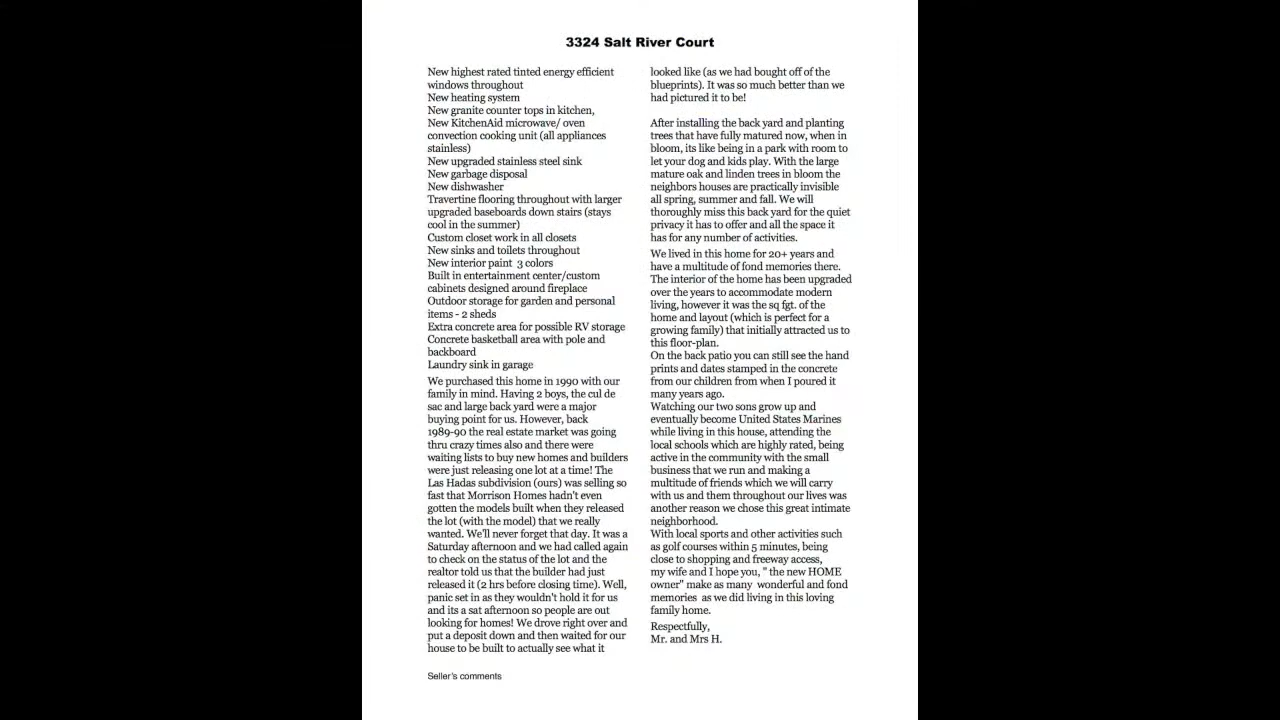 3324 Salt River Court
New highest rated tinted energy efficient
windows throughout
New heating system
New granite counter tops in kitchen,
New KitchenAid microwave/ oven
convection cooking unit (all appliances
stainless)
New upgraded stainless steel sink
New garbage disposal
New dishwasher
Travertine flooring throughout with larger
upgraded baseboards down stairs (stays
cool in the summer)
Custom closet work in all closets
New sinks and toilets throughout
New interior paint  3 colors
Built in entertainment center/custom
cabinets designed around fireplace
Outdoor storage for garden and personal
items - 2 sheds
Extra concrete area for possible RV storage
Concrete basketball area with pole and
backboard
Laundry sink in garage
We purchased this home in 1990 with our
family in mind. Having 2 boys, the cul de
sac and large back yard were a major
buying point for us. However, back
1989-90 the real estate market was going
thru crazy times also and there were
waiting lists to buy new homes and builders
were just releasing one lot at a time! The
Las Hadas subdivision (ours) was selling so
fast that Morrison Homes hadn't even
gotten the models built when they released
the lot (with the model) that we really
wanted. We'll never forget that day. It was a
Saturday afternoon and we had called again
to check on the status of the lot and the
realtor told us that the builder had just
released it (2 hrs before closing time). Well,
panic set in as they wouldn't hold it for us
and its a sat afternoon so people are out
looking for homes! We drove right over and
put a deposit down and then waited for our
house to be built to actually see what it
looked like (as we had bought off of the
blueprints). It was so much better than we
had pictured it to be!
After installing the back yard and planting
trees that have fully matured now, when in
bloom, its like being in a park with room to
let your dog and kids play. With the large
mature oak and linden trees in bloom the
neighbors houses are practically invisible
all spring, summer and fall. We will
thoroughly miss this back yard for the quiet
privacy it has to offer and all the space it
has for any number of activities.
We lived in this home for 20+ years and
have a multitude of fond memories there.
The interior of the home has been upgraded
over the years to accommodate modern
living, however it was the sq fgt. of the
home and layout (which is perfect for a
growing family) that initially attracted us to
this floor-plan.
On the back patio you can still see the hand
prints and dates stamped in the concrete
from our children from when I poured it
many years ago.
Watching our two sons grow up and
eventually become United States Marines
while living in this house, attending the
local schools which are highly rated, being
active in the community with the small
business that we run and making a
multitude of friends which we will carry
with us and them throughout our lives was
another reason we chose this great intimate
neighborhood.
With local sports and other activities such
as golf courses within 5 minutes, being
close to shopping and freeway access,
my wife and I hope you, " the new HOME
owner" make as many  wonderful and fond
memories  as we did living in this loving
family home.
Respectfully,
Mr. and Mrs H.
Seller's comments